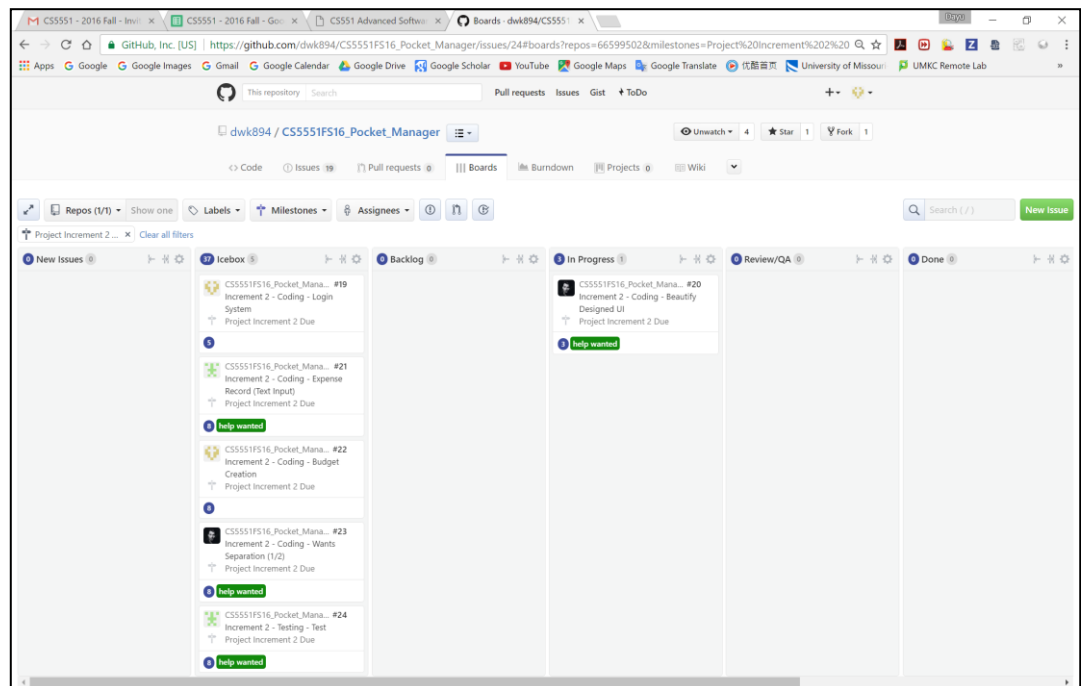 CS5551 - 2016 Fall - Invit
CS5551 - 2016 Fall - Goo
CS551 Advanced Softwa
Boards · dwk894/CS5551
Dayu
GitHub, Inc. [US] https://github.com/dwk894/CS5551FS16_Pocket_Manager/issues/24#boards?repos=66599502&milestones=Project%20Increment%202%20
Apps Google Google Images Gmail Google Calendar Google Drive Google Scholar YouTube Google Maps Google Translate 优酷首页 University of Missouri UMKC Remote Lab »
This repository Search Pull requests Issues Gist ToDo
dwk894 / CS5551FS16_Pocket_Manager Unwatch 4 Star 1 Fork 1
Code Issues 19 Pull requests 0 Boards Burndown Projects 0 Wiki
Repos (1/1) Show one Labels Milestones Assignees Search ( / ) New Issue
Project Increment 2 ... × Clear all filters
0 New Issues 0
37 Icebox 5
0 Backlog 0
3 In Progress 1
0 Review/QA 0
0 Done 0
CS5551FS16_Pocket_Mana... #19
Increment 2 - Coding - Login
System
Project Increment 2 Due
5
CS5551FS16_Pocket_Mana... #21
Increment 2 - Coding - Expense
Record (Text Input)
Project Increment 2 Due
8 help wanted
CS5551FS16_Pocket_Mana... #22
Increment 2 - Coding - Budget
Creation
Project Increment 2 Due
8
CS5551FS16_Pocket_Mana... #23
Increment 2 - Coding - Wants
Separation (1/2)
Project Increment 2 Due
8 help wanted
CS5551FS16_Pocket_Mana... #24
Increment 2 - Testing - Test
Project Increment 2 Due
8 help wanted
CS5551FS16_Pocket_Mana... #20
Increment 2 - Coding - Beautify
Designed UI
Project Increment 2 Due
3 help wanted